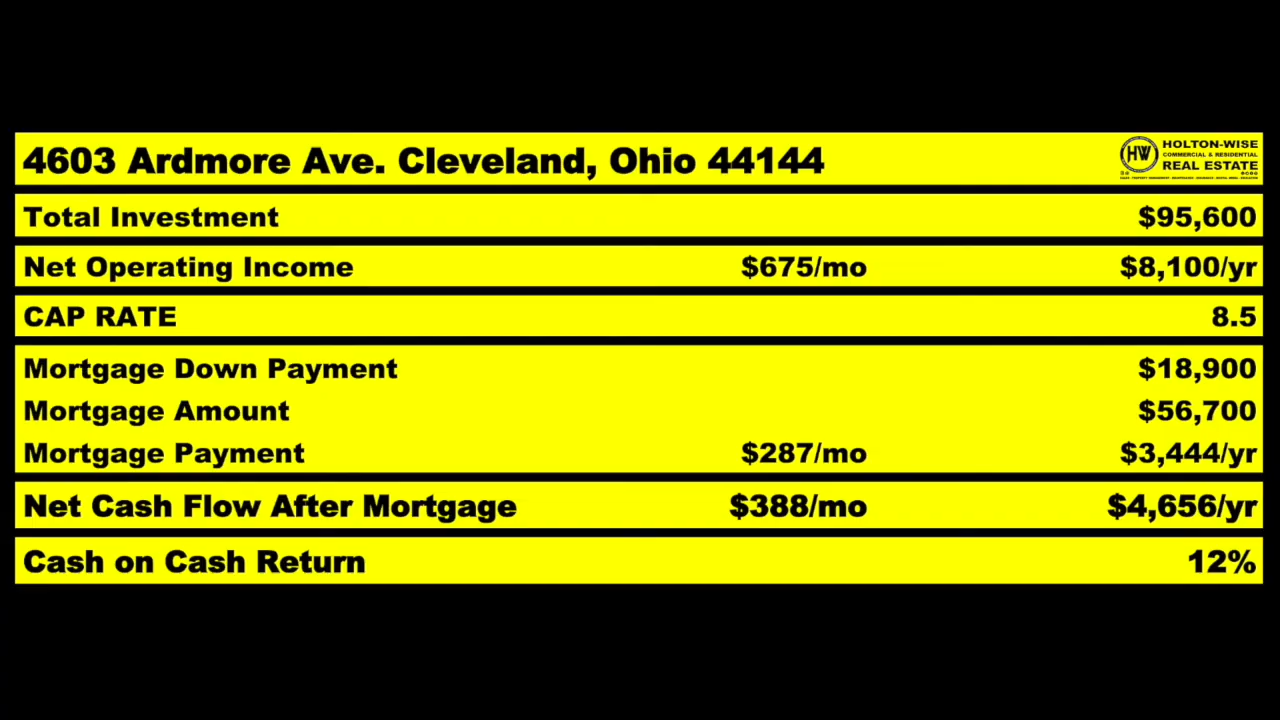 4603 Ardmore Ave. Cleveland, Ohio 44144
HW
HOLTON-WISE
COMMERCIAL & RESIDENTIAL
REAL ESTATE
Total Investment $95,600
Net Operating Income $675/mo $8,100/yr
CAP RATE 8.5
Mortgage Down Payment $18,900
Mortgage Amount $56,700
Mortgage Payment $287/mo $3,444/yr
Net Cash Flow After Mortgage $388/mo $4,656/yr
Cash on Cash Return 12%